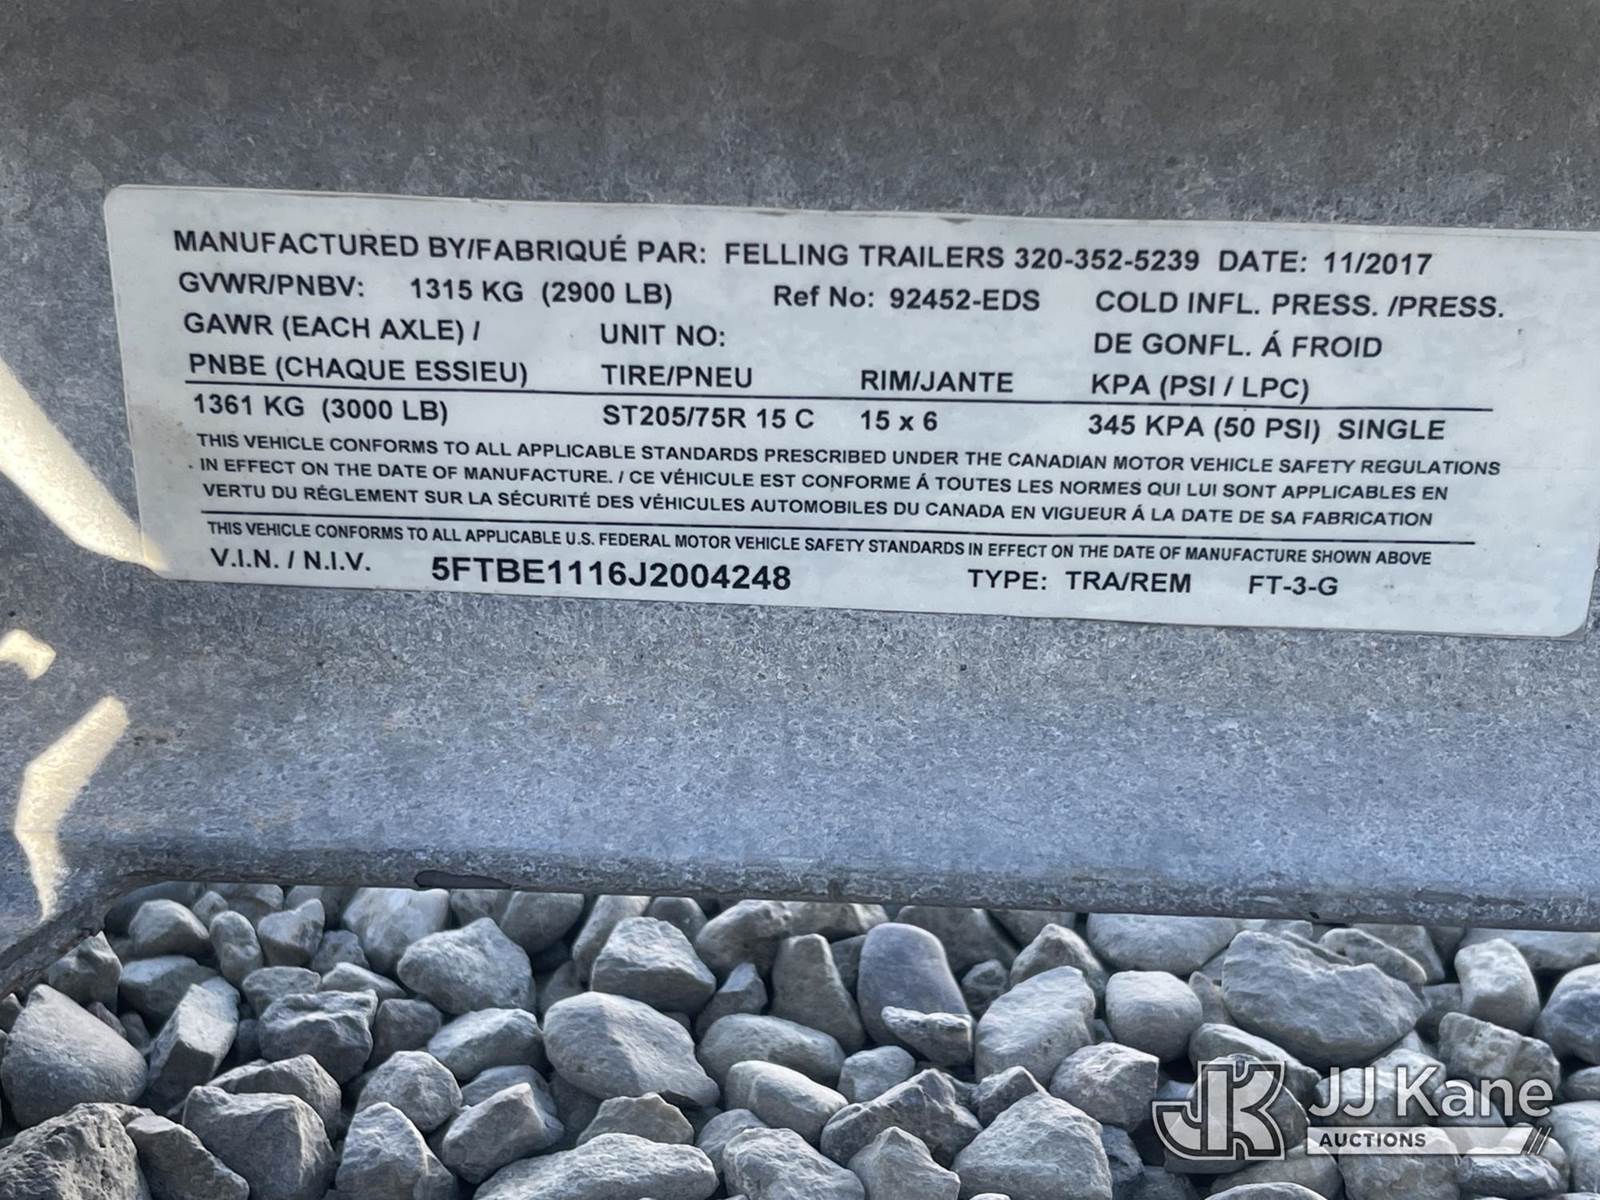 MANUFACTURED BY/FABRIQUÉ PAR: FELLING TRAILERS 320-352-5239 DATE: 11/2017
GVWR/PNBV: 1315 KG (2900 LB) Ref No: 92452-EDS COLD INFL. PRESS. /PRESS.
GAWR (EACH AXLE) / UNIT NO: DE GONFL. Á FROID
PNBE (CHAQUE ESSIEU) TIRE/PNEU RIM/JANTE KPA (PSI / LPC)
1361 KG (3000 LB) ST205/75R 15 C 15 x 6 345 KPA (50 PSI) SINGLE
THIS VEHICLE CONFORMS TO ALL APPLICABLE STANDARDS PRESCRIBED UNDER THE CANADIAN MOTOR VEHICLE SAFETY REGULATIONS
IN EFFECT ON THE DATE OF MANUFACTURE. / CE VÉHICULE EST CONFORME Á TOUTES LES NORMES QUI LUI SONT APPLICABLES EN
VERTU DU RÉGLEMENT SUR LA SÉCURITÉ DES VÉHICULES AUTOMOBILES DU CANADA EN VIGUEUR Á LA DATE DE SA FABRICATION
THIS VEHICLE CONFORMS TO ALL APPLICABLE U.S. FEDERAL MOTOR VEHICLE SAFETY STANDARDS IN EFFECT ON THE DATE OF MANUFACTURE SHOWN ABOVE
V.I.N. / N.I.V. 5FTBE1116J2004248 TYPE: TRA/REM FT-3-G
JK JJ Kane
AUCTIONS